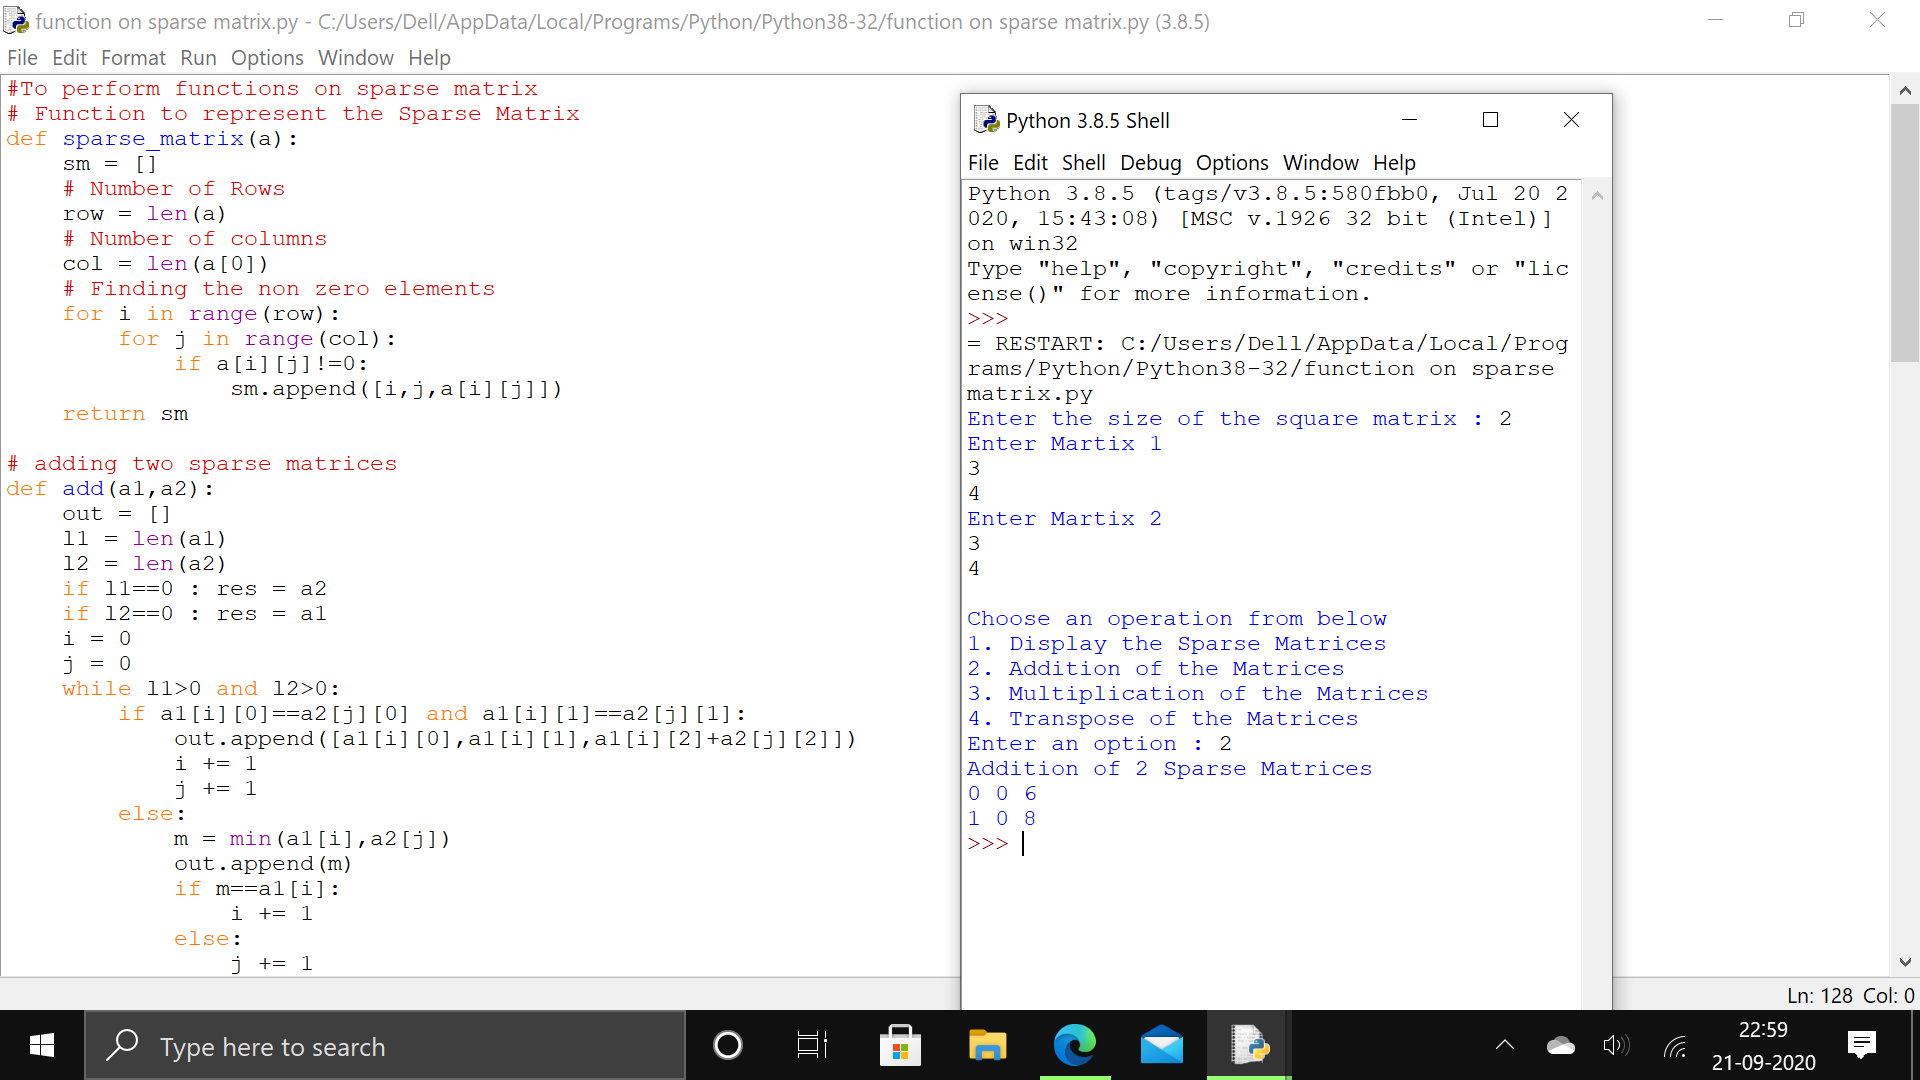 function on sparse matrix.py - C:/Users/Dell/AppData/Local/Programs/Python/Python38-32/function on sparse matrix.py (3.8.5)
File Edit Format Run Options Window Help
#To perform functions on sparse matrix
# Function to represent the Sparse Matrix
def sparse_matrix(a):
    sm = []
    # Number of Rows
    row = len(a)
    # Number of columns
    col = len(a[0])
    # Finding the non zero elements
    for i in range(row):
        for j in range(col):
            if a[i][j]!=0:
                sm.append([i,j,a[i][j]])
    return sm
# adding two sparse matrices
def add(a1,a2):
    out = []
    l1 = len(a1)
    l2 = len(a2)
    if l1==0 : res = a2
    if l2==0 : res = a1
    i = 0
    j = 0
    while l1>0 and l2>0:
        if a1[i][0]==a2[j][0] and a1[i][1]==a2[j][1]:
            out.append([a1[i][0],a1[i][1],a1[i][2]+a2[j][2]])
            i += 1
            j += 1
        else:
            m = min(a1[i],a2[j])
            out.append(m)
            if m==a1[i]:
                i += 1
            else:
                j += 1
Python 3.8.5 Shell
File Edit Shell Debug Options Window Help
Python 3.8.5 (tags/v3.8.5:580fbb0, Jul 20 2
020, 15:43:08) [MSC v.1926 32 bit (Intel)]
on win32
Type "help", "copyright", "credits" or "lic
ense()" for more information.
>>>
= RESTART: C:/Users/Dell/AppData/Local/Prog
rams/Python/Python38-32/function on sparse
matrix.py
Enter the size of the square matrix : 2
Enter Martix 1
3
4
Enter Martix 2
3
4
Choose an operation from below
1. Display the Sparse Matrices
2. Addition of the Matrices
3. Multiplication of the Matrices
4. Transpose of the Matrices
Enter an option : 2
Addition of 2 Sparse Matrices
0 0 6
1 0 8
>>>
Ln: 128 Col: 0
Type here to search
22:59
21-09-2020